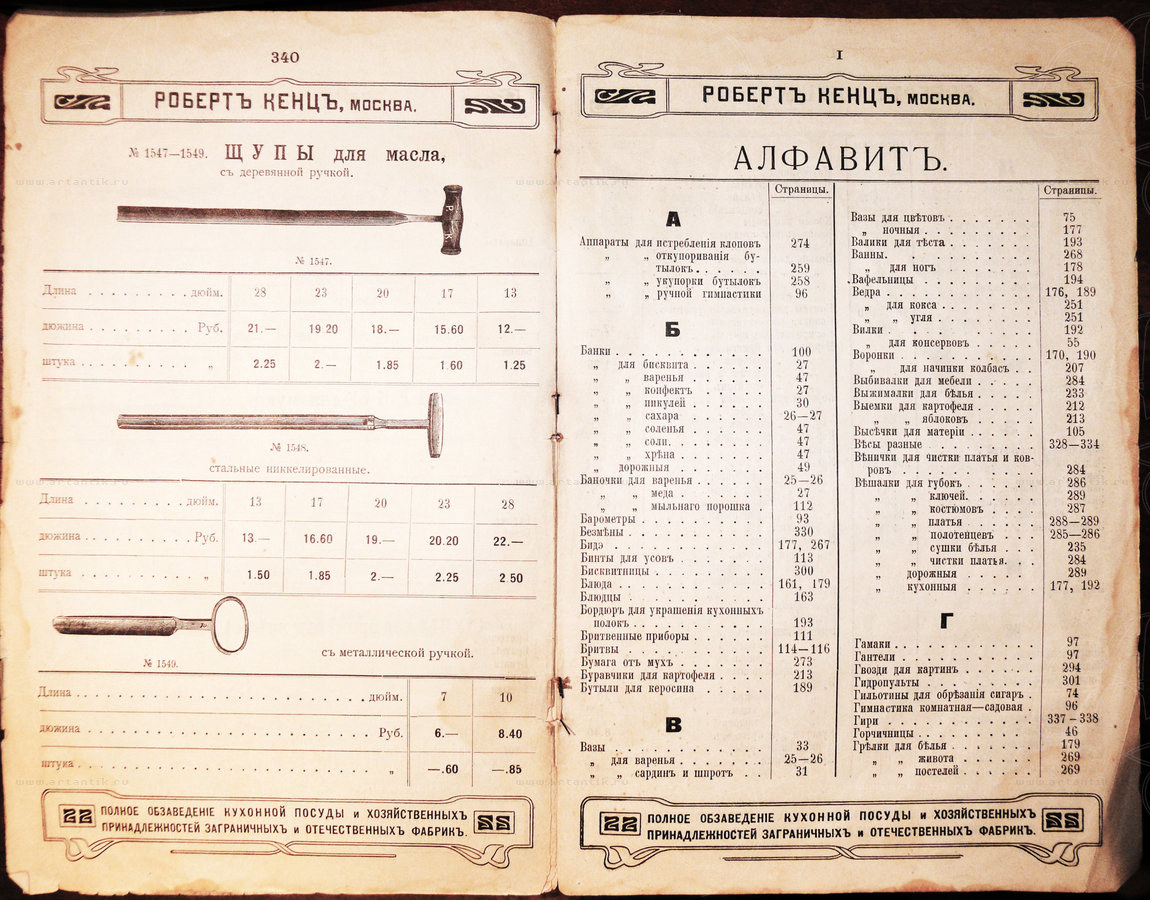 340
РОБЕРТЪ КЕНЦЪ, МОСКВА.
№ 1547—1549. ЩУПЫ для масла,
съ деревянной ручкой.
www.artantik.ru
Р К
№ 1547.
Длина . . . . . . . . . дюйм. 28 23 20 17 13
дюжина . . . . . . . . . Руб. 21.— 19 20 18.— 15.60 12.—
штука . . . . . . . . . „ 2.25 2.— 1.85 1.60 1.25
№ 1548.
стальные никкелированные.
www.artantik.ru
Длина . . . . . . . . . дюйм. 13 17 20 23 28
дюжина . . . . . . . . . Руб. 13.— 16.60 19.— 20.20 22.—
штука . . . . . . . . . „ 1.50 1.85 2.— 2.25 2 50
№ 1549.
съ металлической ручкой.
Длина . . . . . . . . . дюйм. 7 10
дюжина . . . . . . . . . Руб. 6.— 8.40
штука . . . . . . . . . „ —.60 —.85
www.artantik.ru
ПОЛНОЕ ОБЗАВЕДЕНІЕ КУХОННОЙ ПОСУДЫ и ХОЗЯЙСТВЕННЫХЪ
ПРИНАДЛЕЖНОСТЕЙ ЗАГРАНИЧНЫХЪ и ОТЕЧЕСТВЕННЫХЪ ФАБРИКЪ.
I
РОБЕРТЪ КЕНЦЪ, МОСКВА.
АЛФАВИТЪ.
www.artantik.ru
Страницы.
А
Аппараты для истребленія клоповъ 274
„ „ откупориванія бу-
тылокъ . . . . . . 259
„ „ укупорки бутылокъ 258
„ „ ручной гимнастики 96
Б
Банки . . . . . . . . . 100
„ для бисквита . . . . . . 27
„ „ варенья . . . . . . 47
„ „ конфектъ . . . . . . 27
„ „ пикулей . . . . . . 30
„ „ сахара . . . . . . 26—27
„ „ соленья . . . . . . 47
„ „ соли. . . . . . . 47
„ „ хрѣна . . . . . . 47
„ дорожныя . . . . . . 49
Баночки для варенья . . . . . . 25—26
„ „ меда . . . . . . 27
„ „ мыльнаго порошка . 112
Барометры . . . . . . . . . 93
Безмѣны . . . . . . . . . 330
Бидэ . . . . . . . . . 177, 267
Бинты для усовъ . . . . . . 113
Бисквитницы . . . . . . . . . 300
Блюда . . . . . . . . . 161, 179
Блюдцы . . . . . . . . . 163
Бордюръ для украшенія кухонныхъ
полокъ . . . . . . . . . 193
Бритвенные приборы . . . . . . 111
Бритвы . . . . . . . . . 114—116
Бумага отъ мухъ . . . . . . 273
Буравчики для картофеля . . . . . 213
Бутыли для керосина . . . . . . 189
В
Вазы . . . . . . . . . 33
„ для варенья . . . . . . 25—26
„ „ сардинъ и шпротъ . . 31
Страницы.
Вазы для цвѣтовъ . . . . . . . 75
„ ночныя . . . . . . . 177
Валики для тѣста . . . . . . . 193
Ванны. . . . . . . . . 268
„ для ногъ . . . . . . . 178
Вафельницы . . . . . . . . . 194
Ведра . . . . . . . . . 176, 189
„ для кокса . . . . . . . 251
„ „ угля . . . . . . . 251
Вилки . . . . . . . . . 192
„ для консервовъ . . . . . 55
Воронки . . . . . . . . . 170, 190
„ для начинки колбасъ . . 207
Выбивалки для мебели . . . . . 284
Выжималки для бѣлья . . . . . 233
Выемки для картофеля . . . . . 212
„ „ яблоковъ . . . . . 213
Высѣчки для матеріи . . . . . . 105
Вѣсы разные . . . . . . . . . 328—334
Вѣнички для чистки платья и ков-
ровъ . . . . . . . . . 284
Вѣшалки для губокъ . . . . . . 286
„ „ ключей. . . . . . 289
„ „ костюмовъ . . . . 287
„ „ платья . . . . . . 288—289
„ „ полотенцевъ . . . 285—286
„ „ сушки бѣлья . . . 235
„ „ чистки платья. . . 284
„ дорожныя . . . . . . 289
„ кухонныя . . . . . . 177, 192
Г
Гамаки . . . . . . . . . 97
Гантели . . . . . . . . . 97
Гвозди для картинъ . . . . . . 294
Гидропульты . . . . . . . . . 301
Гильотины для обрѣзанія сигаръ . 74
Гимнастика комнатная—садовая . 96
Гири . . . . . . . . . 337—338
Горчичницы . . . . . . . . . 46
Грѣлки для бѣлья . . . . . . . 179
„ „ живота . . . . . . 269
„ „ постелей . . . . . . 269
ПОЛНОЕ ОБЗАВЕДЕНІЕ КУХОННОЙ ПОСУДЫ и ХОЗЯЙСТВЕННЫХЪ
ПРИНАДЛЕЖНОСТЕЙ ЗАГРАНИЧНЫХЪ и ОТЕЧЕСТВЕННЫХЪ ФАБРИКЪ.